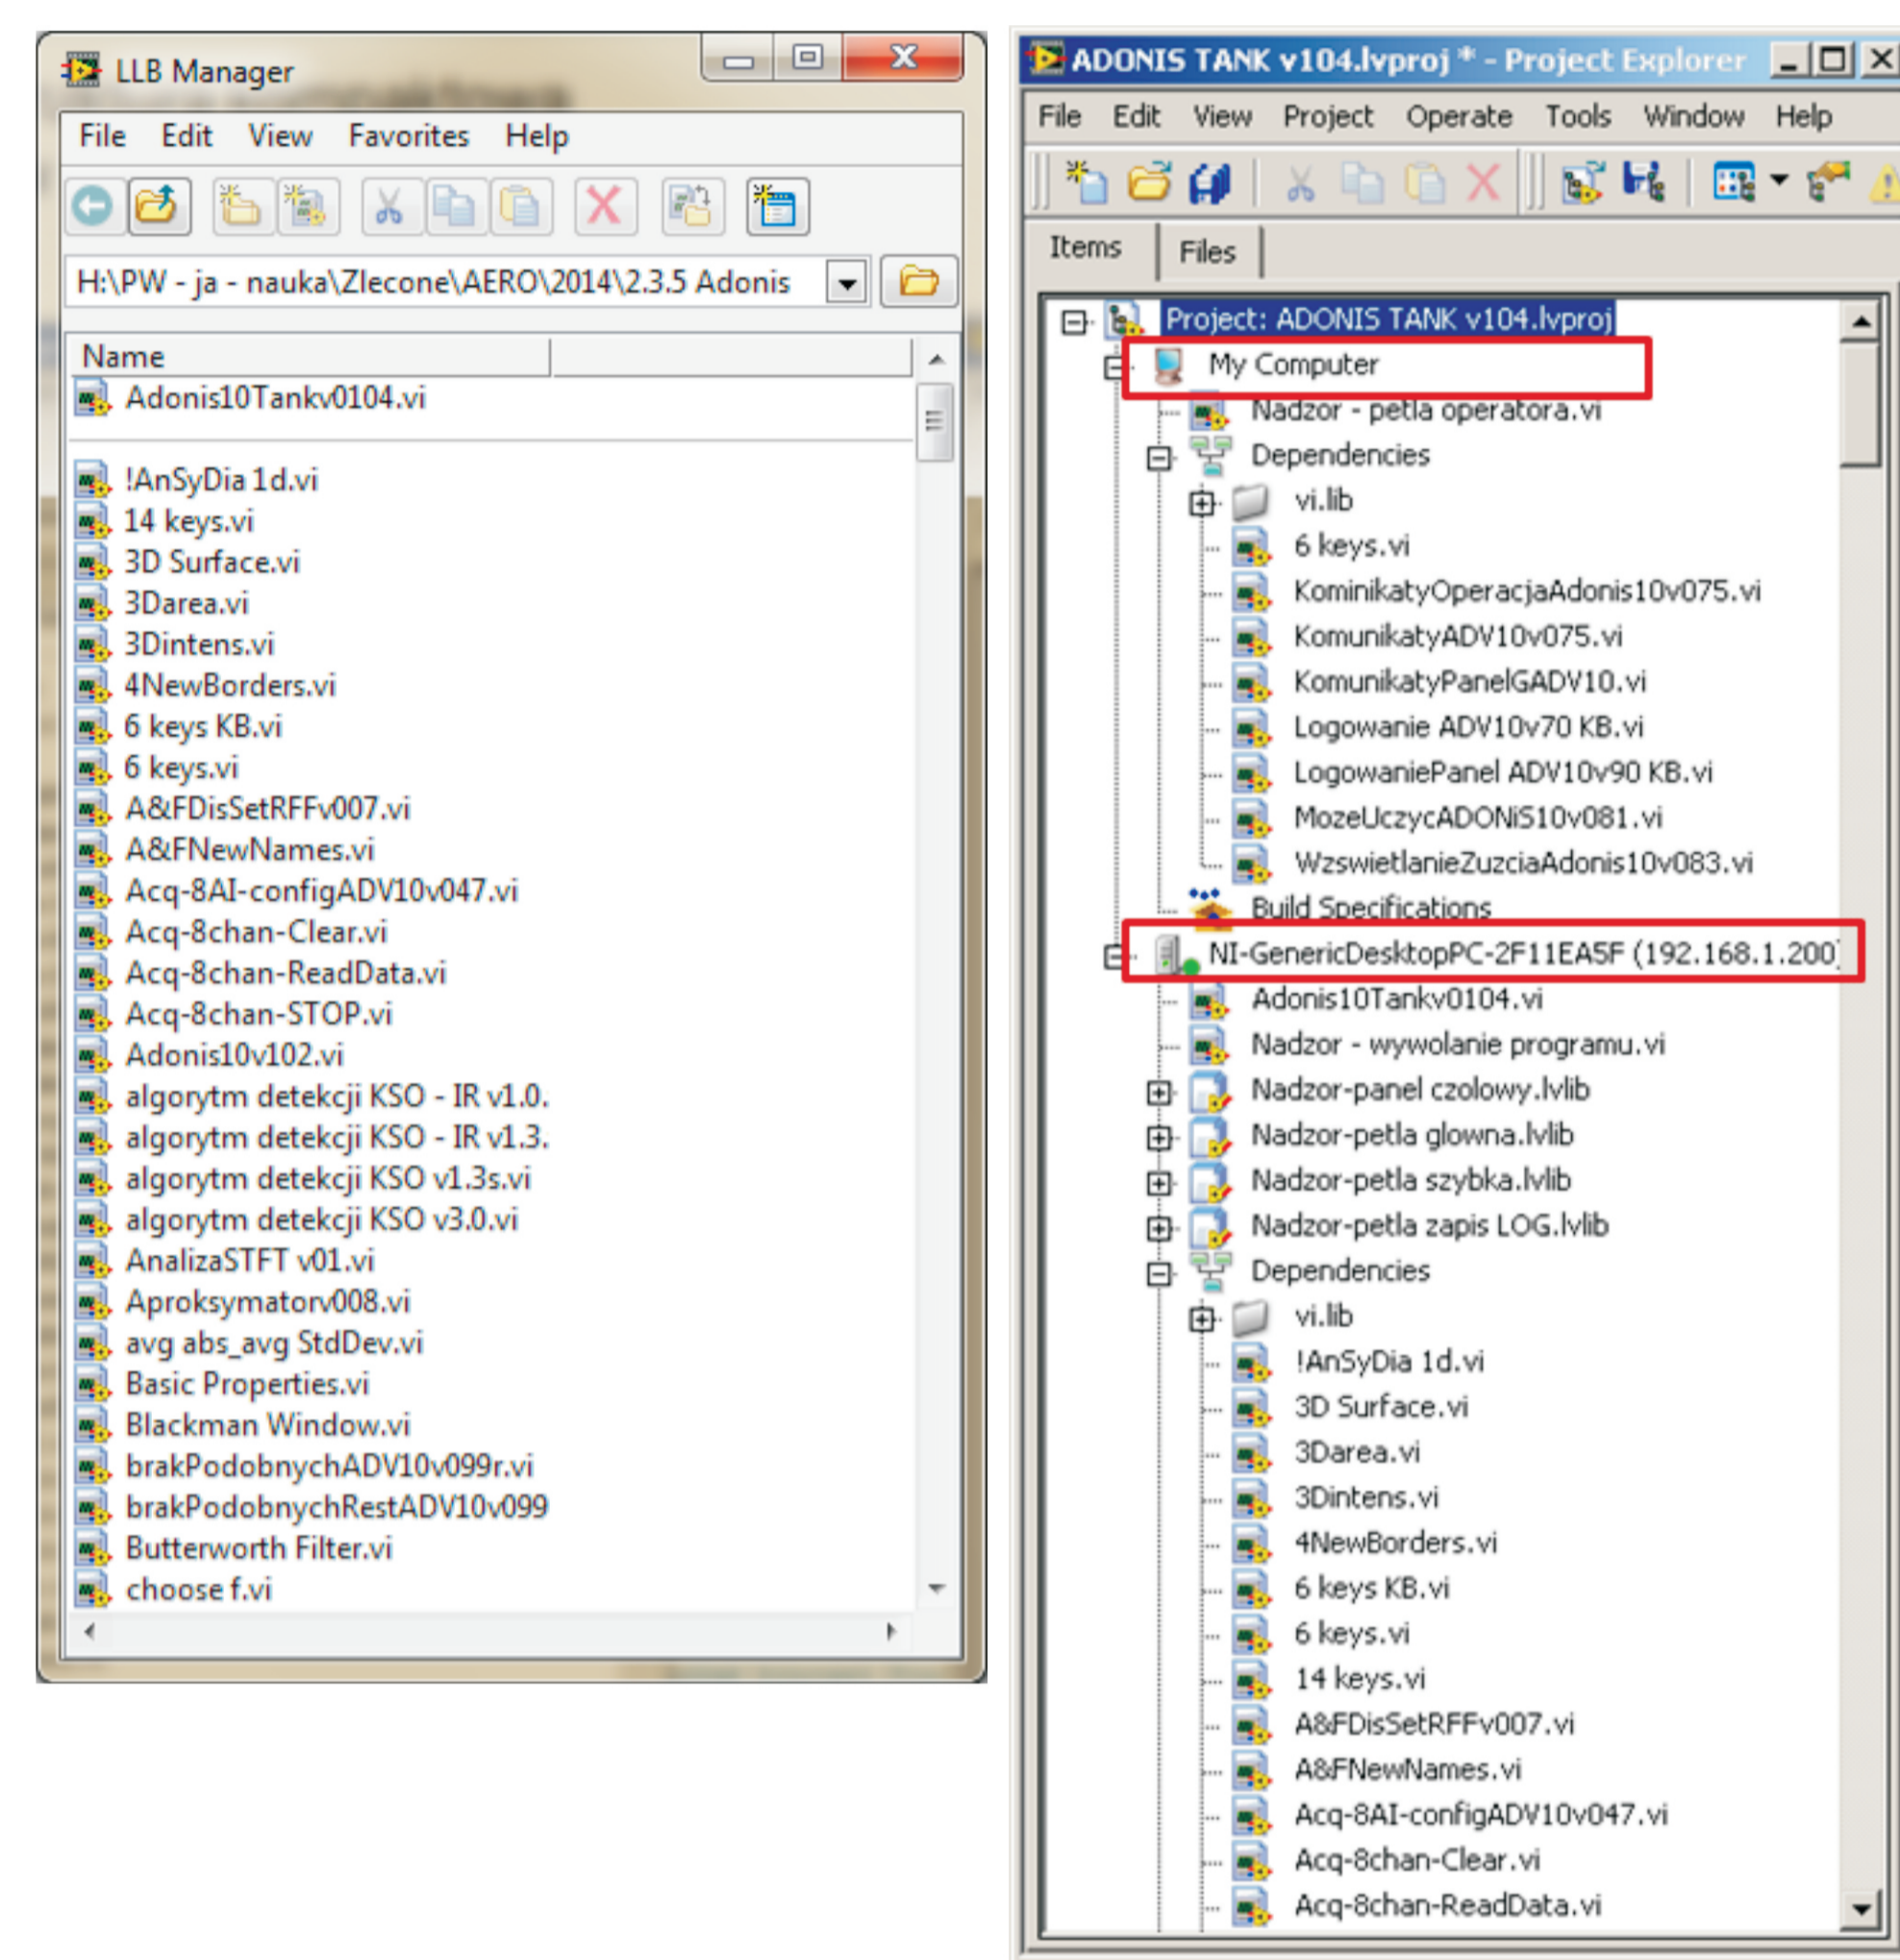 LLB Manager
File Edit View Favorites Help
H:\PW - ja - nauka\Zlecone\AERO\2014\2.3.5 Adonis
Name
Adonis10Tankv0104.vi
!AnSyDia 1d.vi
14 keys.vi
3D Surface.vi
3Darea.vi
3Dintens.vi
4NewBorders.vi
6 keys KB.vi
6 keys.vi
A&FDisSetRFFv007.vi
A&FNewNames.vi
Acq-8AI-configADV10v047.vi
Acq-8chan-Clear.vi
Acq-8chan-ReadData.vi
Acq-8chan-STOP.vi
Adonis10v102.vi
algorytm detekcji KSO - IR v1.0.
algorytm detekcji KSO - IR v1.3.
algorytm detekcji KSO v1.3s.vi
algorytm detekcji KSO v3.0.vi
AnalizaSTFT v01.vi
Aproksymatorv008.vi
avg abs_avg StdDev.vi
Basic Properties.vi
Blackman Window.vi
brakPodobnychADV10v099r.vi
brakPodobnychRestADV10v099
Butterworth Filter.vi
choose f.vi
ADONIS TANK v104.lvproj * - Project Explorer
File Edit View Project Operate Tools Window Help
Items Files
Project: ADONIS TANK v104.lvproj
My Computer
Nadzor - petla operatora.vi
Dependencies
vi.lib
6 keys.vi
KominikatyOperacjaAdonis10v075.vi
KomunikatyADV10v075.vi
KomunikatyPanelGADV10.vi
Logowanie ADV10v70 KB.vi
LogowaniePanel ADV10v90 KB.vi
MozeUczycADONiS10v081.vi
WzswietlanieZuzciaAdonis10v083.vi
Build Specifications
NI-GenericDesktopPC-2F11EA5F (192.168.1.200)
Adonis10Tankv0104.vi
Nadzor - wywolanie programu.vi
Nadzor-panel czolowy.lvlib
Nadzor-petla glowna.lvlib
Nadzor-petla szybka.lvlib
Nadzor-petla zapis LOG.lvlib
Dependencies
vi.lib
!AnSyDia 1d.vi
3D Surface.vi
3Darea.vi
3Dintens.vi
4NewBorders.vi
6 keys KB.vi
6 keys.vi
14 keys.vi
A&FDisSetRFFv007.vi
A&FNewNames.vi
Acq-8AI-configADV10v047.vi
Acq-8chan-Clear.vi
Acq-8chan-ReadData.vi